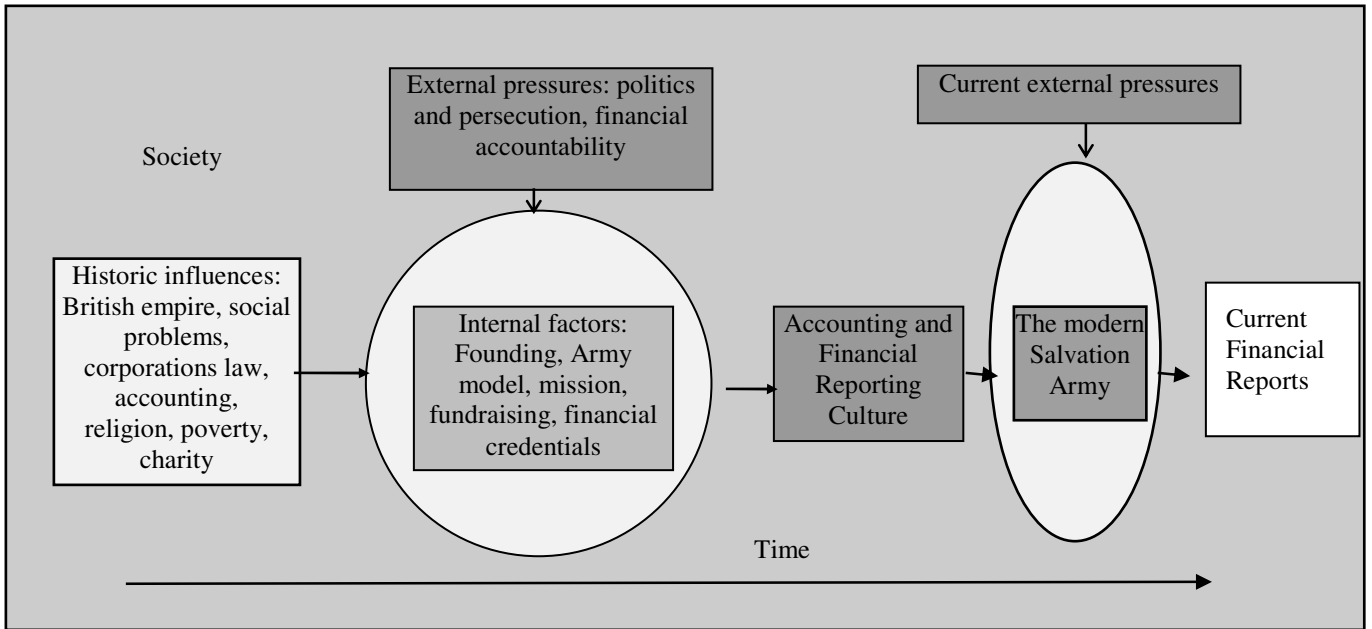 External pressures: politics
and persecution, financial
accountability
Current external pressures
Society
Historic influences:
British empire, social
problems,
corporations law,
accounting,
religion, poverty,
charity
Internal factors:
Founding, Army
model, mission,
fundraising, financial
credentials
Accounting and
Financial
Reporting
Culture
The modern
Salvation
Army
Current
Financial
Reports
Time